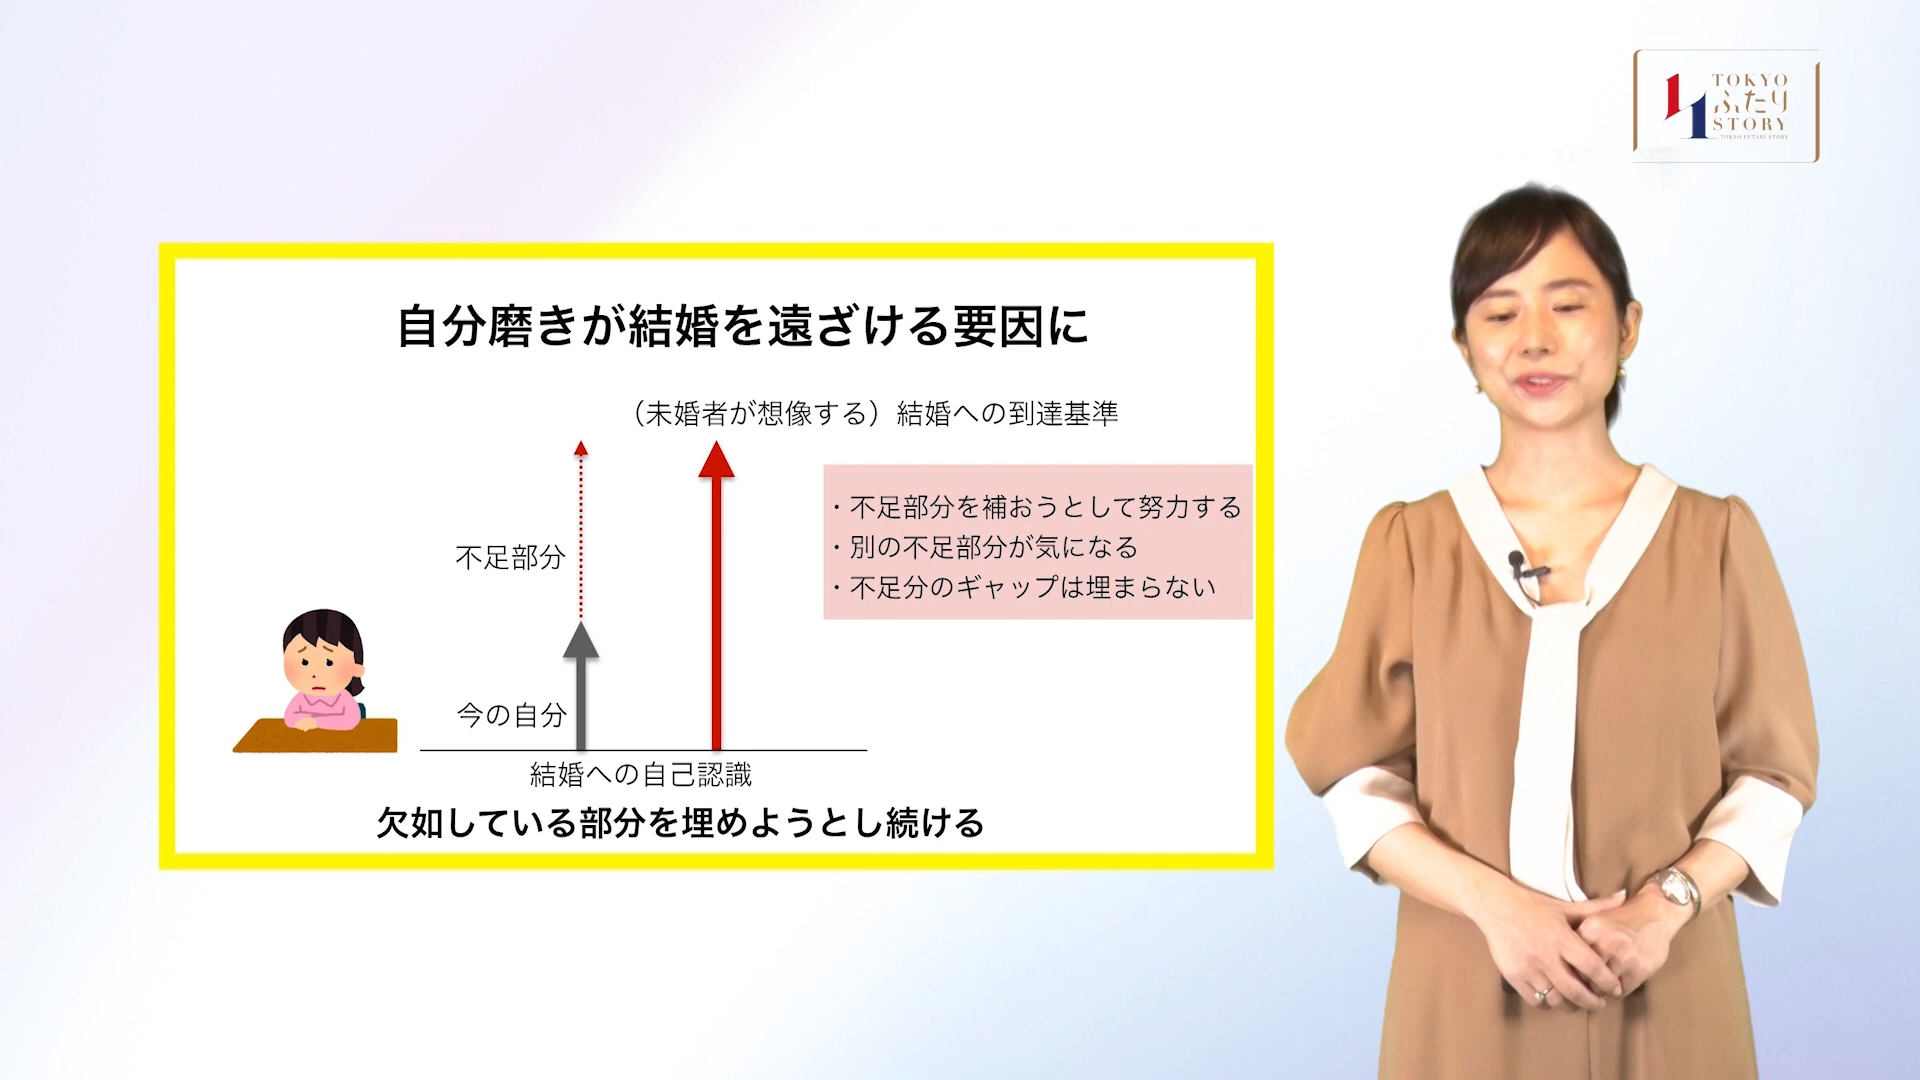 TOKYO
ふたり
STORY
TOKYO FUTARI STORY
自分磨きが結婚を遠ざける要因に
（未婚者が想像する）結婚への到達基準
・不足部分を補おうとして努力する
・別の不足部分が気になる
・不足分のギャップは埋まらない
不足部分
今の自分
結婚への自己認識
欠如している部分を埋めようとし続ける